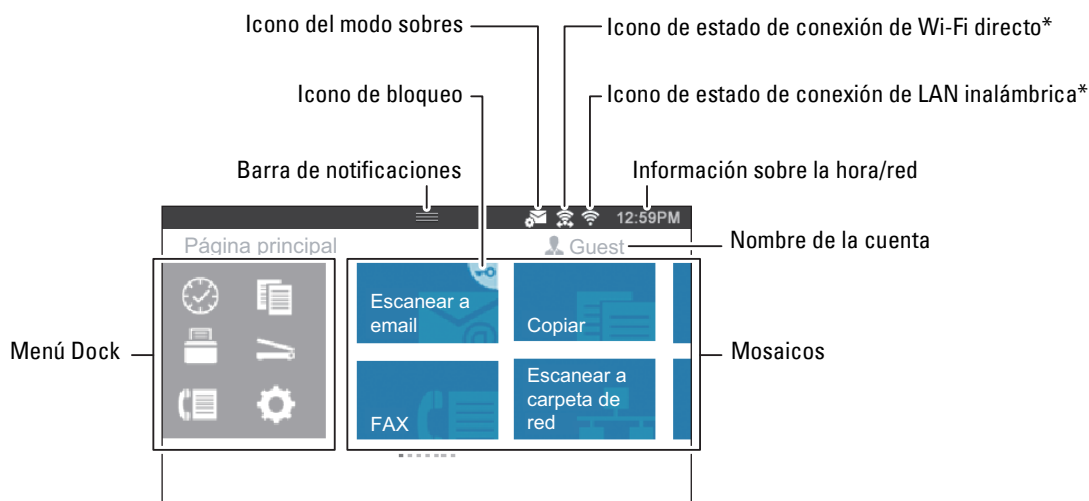 Icono del modo sobres
Icono de estado de conexión de Wi-Fi directo*
Icono de bloqueo
Icono de estado de conexión de LAN inalámbrica*
Barra de notificaciones
Información sobre la hora/red
12:59PM
Página principal
Guest
Nombre de la cuenta
Menú Dock
Escanear a
email
Copiar
Mosaicos
FAX
Escanear a
carpeta de
red